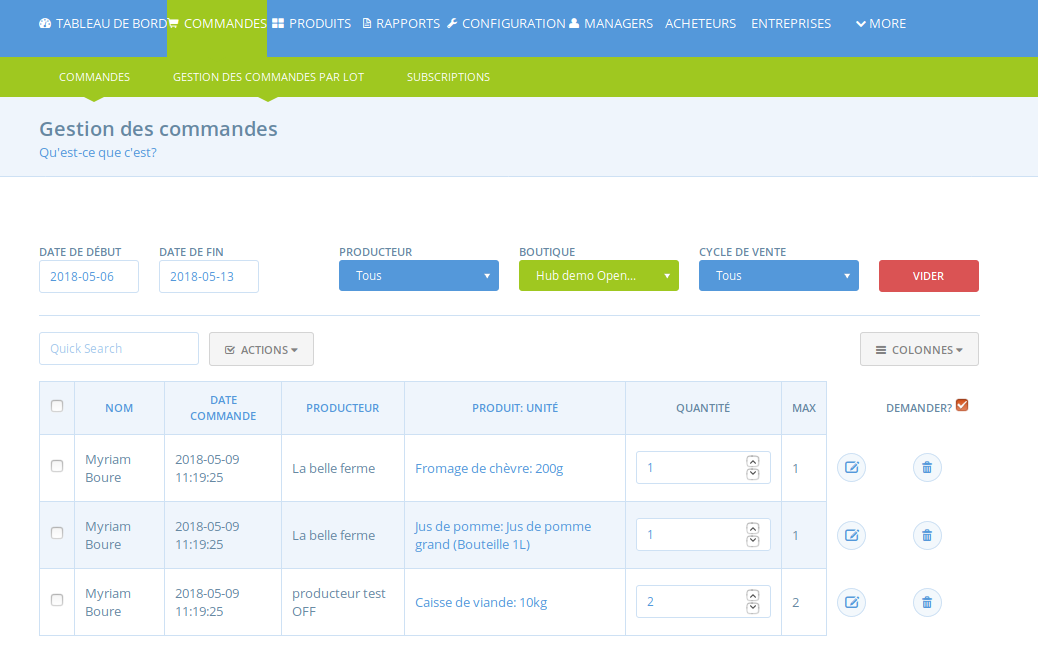 TABLEAU DE BORD COMMANDES PRODUITS RAPPORTS CONFIGURATION MANAGERS ACHETEURS ENTREPRISES MORE
COMMANDES GESTION DES COMMANDES PAR LOT SUBSCRIPTIONS
Gestion des commandes
Qu'est-ce que c'est?
DATE DE DÉBUT DATE DE FIN PRODUCTEUR BOUTIQUE CYCLE DE VENTE
2018-05-06 2018-05-13 Tous Hub demo Open... Tous VIDER
Quick Search ACTIONS COLONNES
NOM DATE COMMANDE PRODUCTEUR PRODUIT: UNITÉ QUANTITÉ MAX DEMANDER?
Myriam Boure 2018-05-09 11:19:25 La belle ferme Fromage de chèvre: 200g 1 1
Myriam Boure 2018-05-09 11:19:25 La belle ferme Jus de pomme: Jus de pomme grand (Bouteille 1L) 1 1
Myriam Boure 2018-05-09 11:19:25 producteur test OFF Caisse de viande: 10kg 2 2